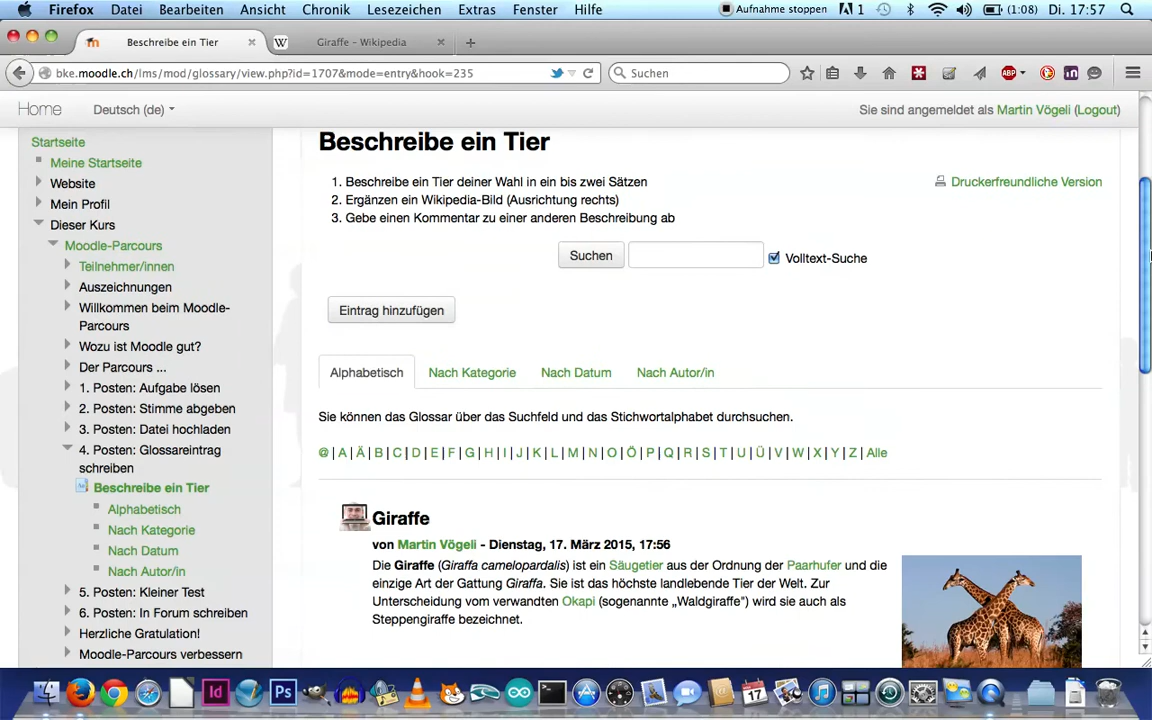 Firefox Datei Bearbeiten Ansicht Chronik Lesezeichen Extras Fenster Hilfe Aufnahme stoppen 1 (1:08) Di. 17:57
Beschreibe ein Tier × W Giraffe – Wikipedia × +
bke.moodle.ch/lms/mod/glossary/view.php?id=1707&mode=entry&hook=235 Suchen ABP in
Home Deutsch (de) Sie sind angemeldet als Martin Vögeli (Logout)
Startseite
Meine Startseite
Website
Mein Profil
Dieser Kurs
Moodle-Parcours
Teilnehmer/innen
Auszeichnungen
Willkommen beim Moodle-
Parcours
Wozu ist Moodle gut?
Der Parcours ...
1. Posten: Aufgabe lösen
2. Posten: Stimme abgeben
3. Posten: Datei hochladen
4. Posten: Glossareintrag
schreiben
Beschreibe ein Tier
Alphabetisch
Nach Kategorie
Nach Datum
Nach Autor/in
5. Posten: Kleiner Test
6. Posten: In Forum schreiben
Herzliche Gratulation!
Moodle-Parcours verbessern
Beschreibe ein Tier
1. Beschreibe ein Tier deiner Wahl in ein bis zwei Sätzen
Druckerfreundliche Version
2. Ergänzen ein Wikipedia-Bild (Ausrichtung rechts)
3. Gebe einen Kommentar zu einer anderen Beschreibung ab
Suchen Volltext-Suche
Eintrag hinzufügen
Alphabetisch Nach Kategorie Nach Datum Nach Autor/in
Sie können das Glossar über das Suchfeld und das Stichwortalphabet durchsuchen.
@ | A | Ä | B | C | D | E | F | G | H | I | J | K | L | M | N | O | Ö | P | Q | R | S | T | U | Ü | V | W | X | Y | Z | Alle
Giraffe
von Martin Vögeli - Dienstag, 17. März 2015, 17:56
Die Giraffe (Giraffa camelopardalis) ist ein Säugetier aus der Ordnung der Paarhufer und die
einzige Art der Gattung Giraffa. Sie ist das höchste landlebende Tier der Welt. Zur
Unterscheidung vom verwandten Okapi (sogenannte „Waldgiraffe") wird sie auch als
Steppengiraffe bezeichnet.
Id Ps 17